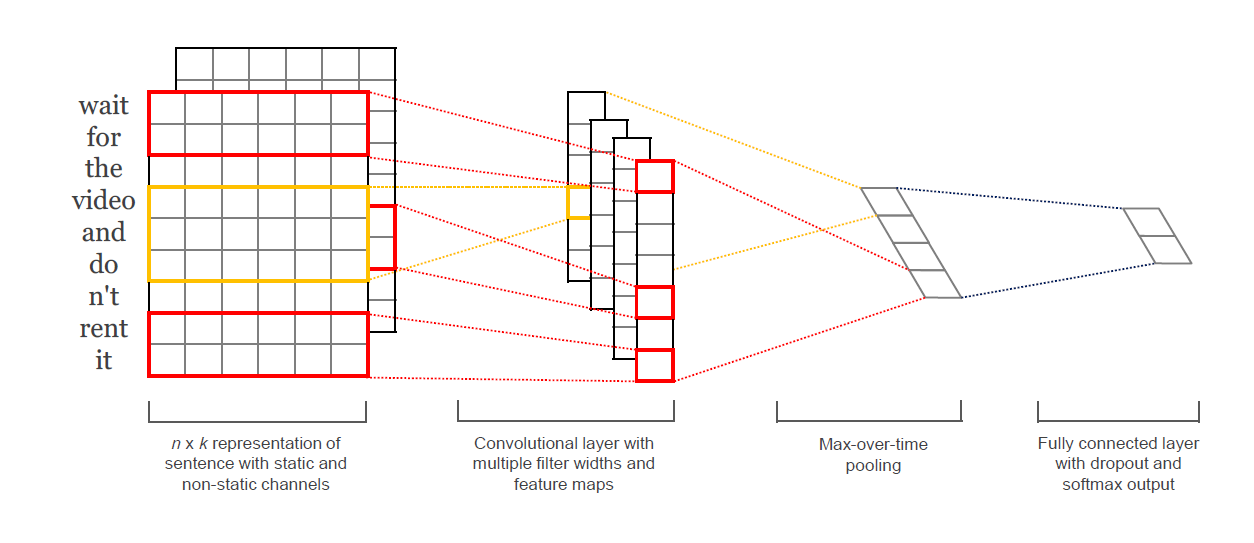 wait
for
the
video
and
do
n't
rent
it
n x k representation of
sentence with static and
non-static channels
Convolutional layer with
multiple filter widths and
feature maps
Max-over-time
pooling
Fully connected layer
with dropout and
softmax output